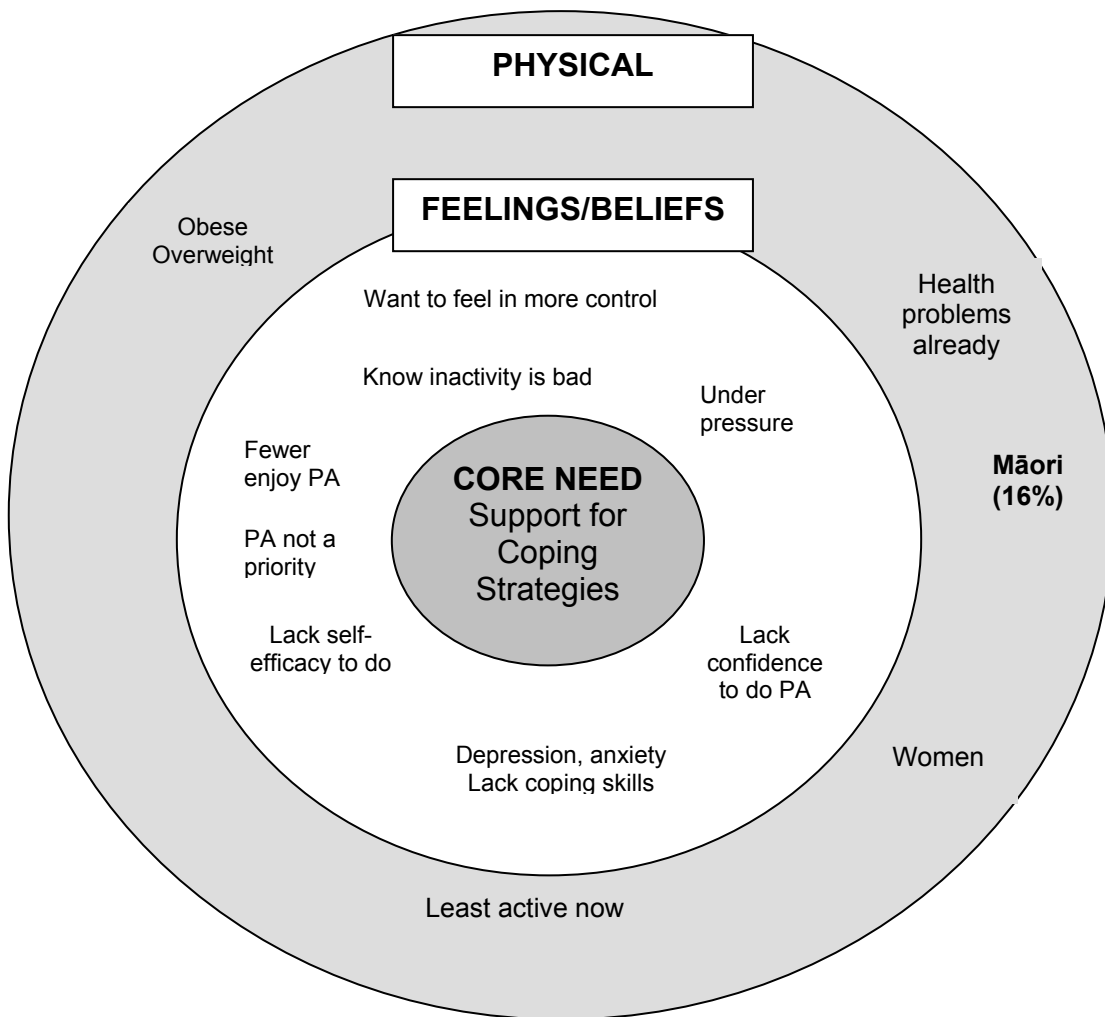 PHYSICAL
FEELINGS/BELIEFS
Obese
Overweight
Want to feel in more control
Health
problems
already
Know inactivity is bad
Under
pressure
Fewer
enjoy PA
CORE NEED
Support for
Coping
Strategies
Māori
(16%)
PA not a
priority
Lack self-
efficacy to do
Lack
confidence
to do PA
Depression, anxiety
Lack coping skills
Women
Least active now